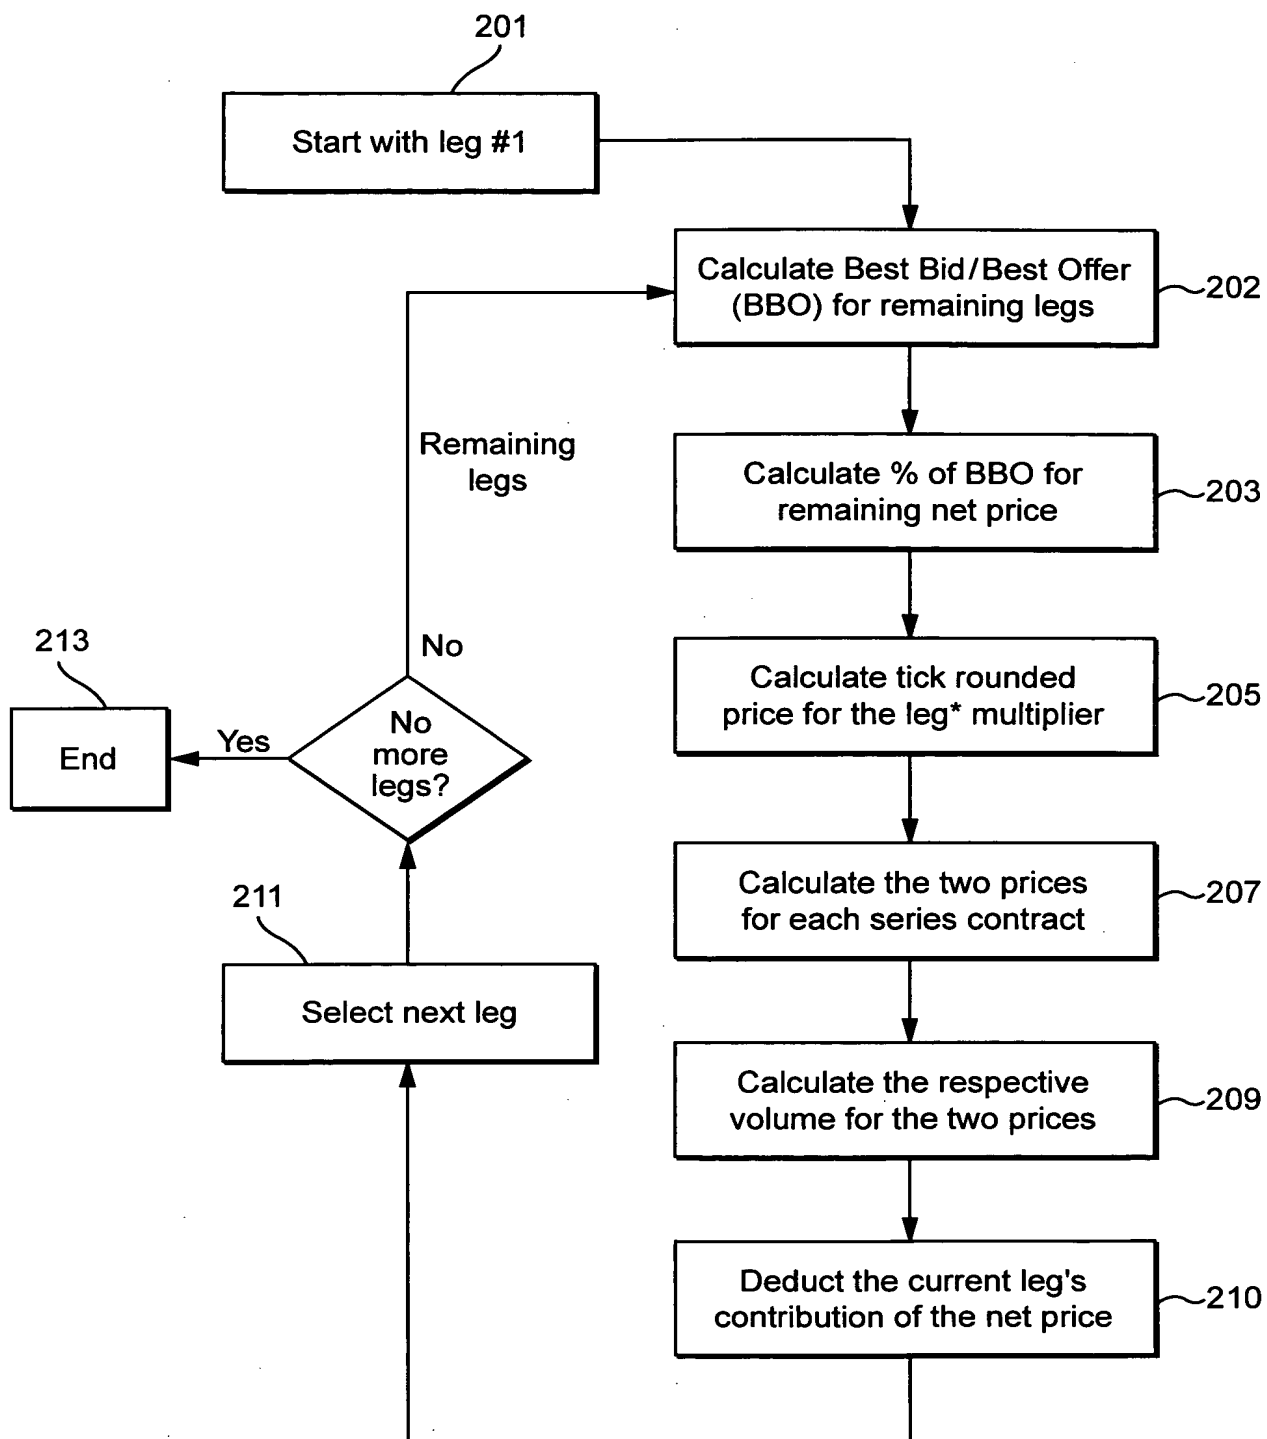 201
Start with leg #1
Calculate Best Bid/Best Offer
(BBO) for remaining legs
202
Remaining
legs
Calculate % of BBO for
remaining net price
203
No
213
End
Yes
No
more
legs?
Calculate tick rounded
price for the leg* multiplier
205
Calculate the two prices
for each series contract
207
211
Select next leg
Calculate the respective
volume for the two prices
209
Deduct the current leg's
contribution of the net price
210